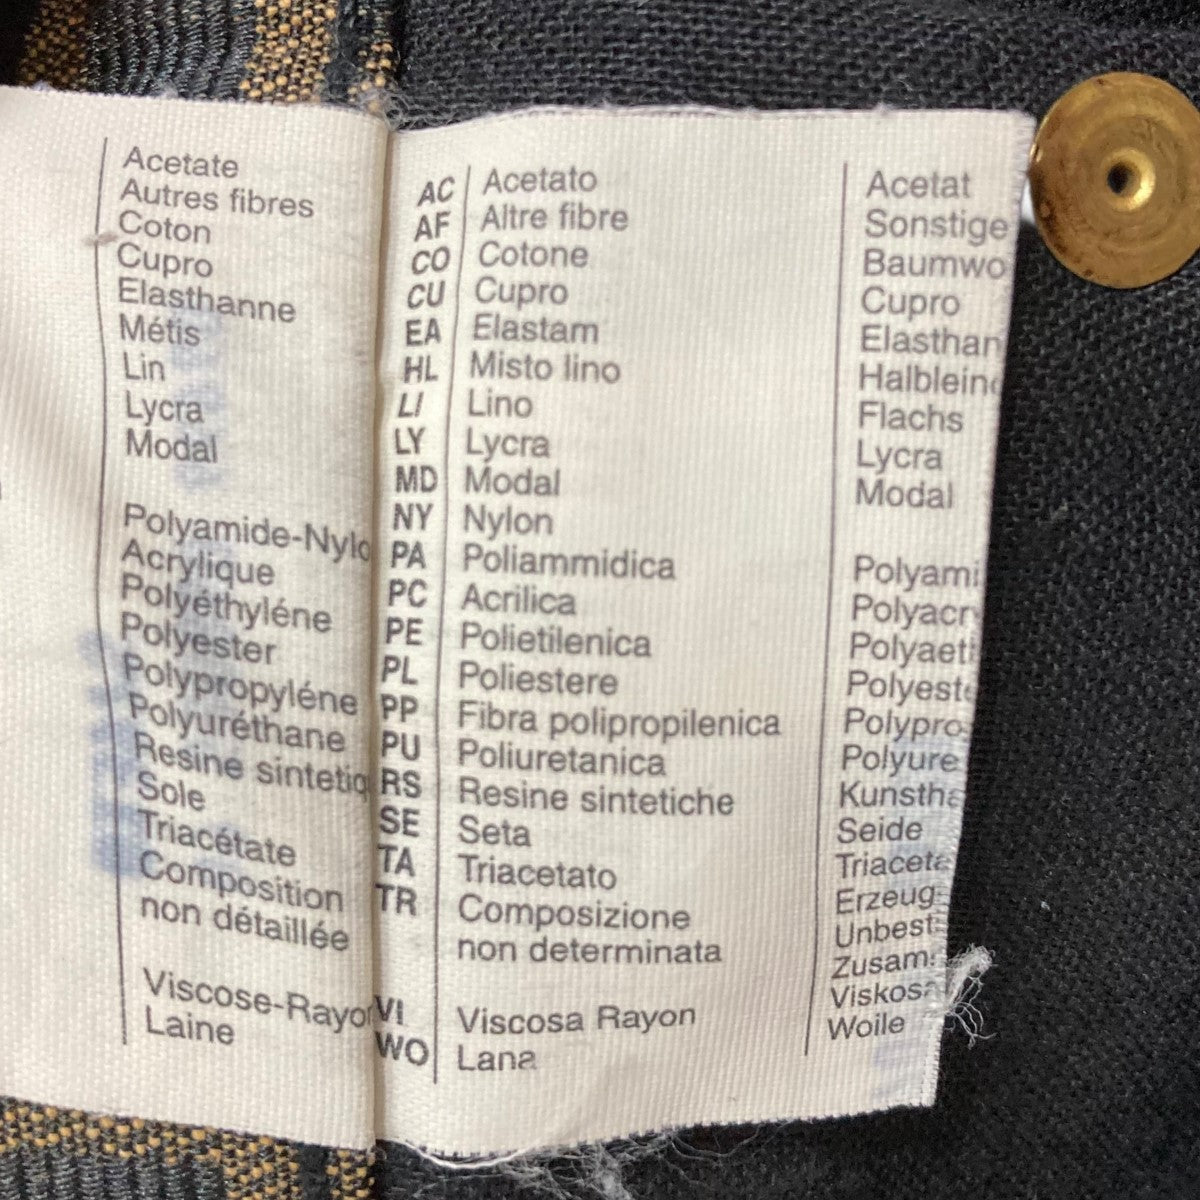 Acetate
Autres fibres
Coton
Cupro
Elasthanne
Métis
Lin
Lycra
Modal
Polyamide-Nylo
Acrylique
Polyéthyléne
Polyester
Polypropyléne
Polyuréthane
Resine sintetiq
Sole
Triacétate
Composition
non détaillée
Viscose-Rayon
Laine
AC Acetato
AF Altre fibre
CO Cotone
CU Cupro
EA Elastam
HL Misto lino
LI Lino
LY Lycra
MD Modal
NY Nylon
PA Poliammidica
PC Acrilica
PE Polietilenica
PL Poliestere
PP Fibra polipropilenica
PU Poliuretanica
RS Resine sintetiche
SE Seta
TA Triacetato
TR Composizione
non determinata
VI Viscosa Rayon
WO Lana
Acetat
Sonstige
Baumwo
Cupro
Elasthan
Halblein
Flachs
Lycra
Modal
Polyami
Polyacr
Polyaet
Polyest
Polypro
Polyure
Kunstha
Seide
Triaceta
Erzeug
Unbest
Zusam
Viskosa
Woile